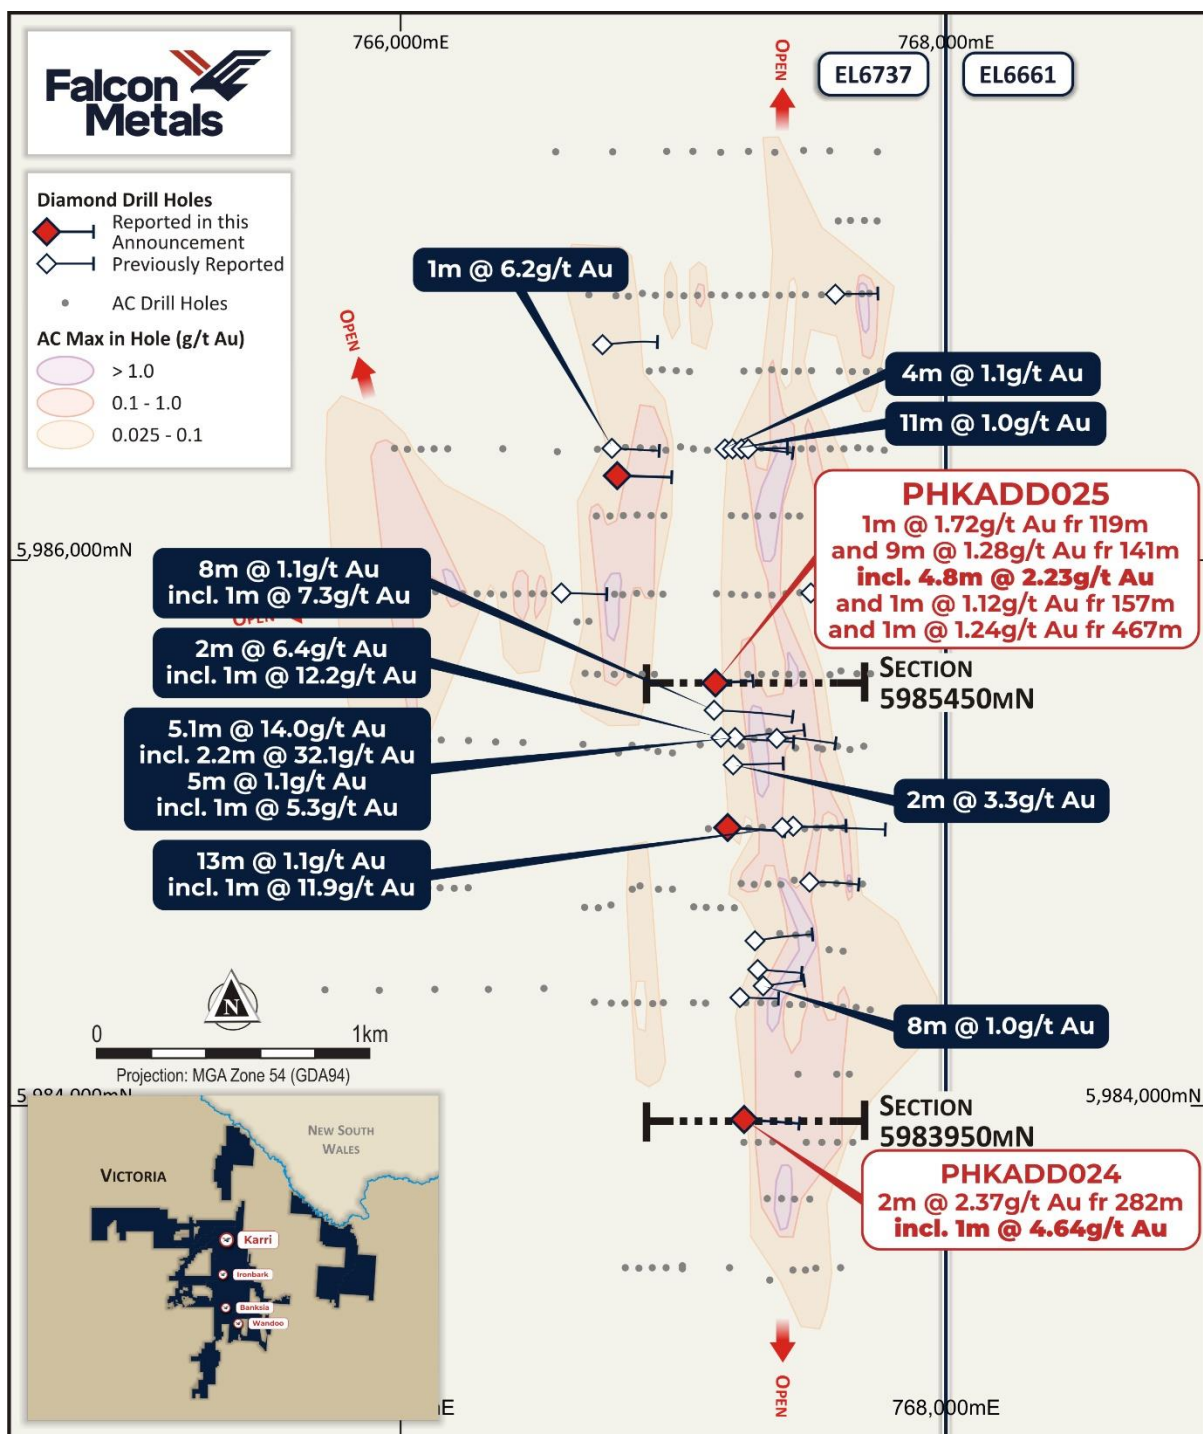 766,000mE
768,000mE
Falcon
Metals
OPEN
EL6737
EL6661
DIAMOND DRILL HOLES
Reported in this
Announcement
Previously Reported
AC Drill Holes
AC Max in Hole (g/t Au)
> 1.0
0.1 - 1.0
0.025 - 0.1
1m @ 6.2g/t Au
OPEN
4m @ 1.1g/t Au
11m @ 1.0g/t Au
PHKADD025
1m @ 1.72g/t Au fr 119m
and 9m @ 1.28g/t Au fr 141m
incl. 4.8m @ 2.23g/t Au
and 1m @ 1.12g/t Au fr 157m
and 1m @ 1.24g/t Au fr 467m
5,986,000mN
8m @ 1.1g/t Au
incl. 1m @ 7.3g/t Au
OPEN
2m @ 6.4g/t Au
incl. 1m @ 12.2g/t Au
SECTION
5985450MN
5.1m @ 14.0g/t Au
incl. 2.2m @ 32.1g/t Au
5m @ 1.1g/t Au
incl. 1m @ 5.3g/t Au
2m @ 3.3g/t Au
13m @ 1.1g/t Au
incl. 1m @ 11.9g/t Au
N
0 1km
Projection: MGA Zone 54 (GDA94)
8m @ 1.0g/t Au
5,984,000mN
5,984,000mN
SECTION
5983950MN
PHKADD024
2m @ 2.37g/t Au fr 282m
incl. 1m @ 4.64g/t Au
NEW SOUTH
WALES
VICTORIA
Karri
Ironbark
Banksia
Wandoo
OPEN
mE
768,000mE